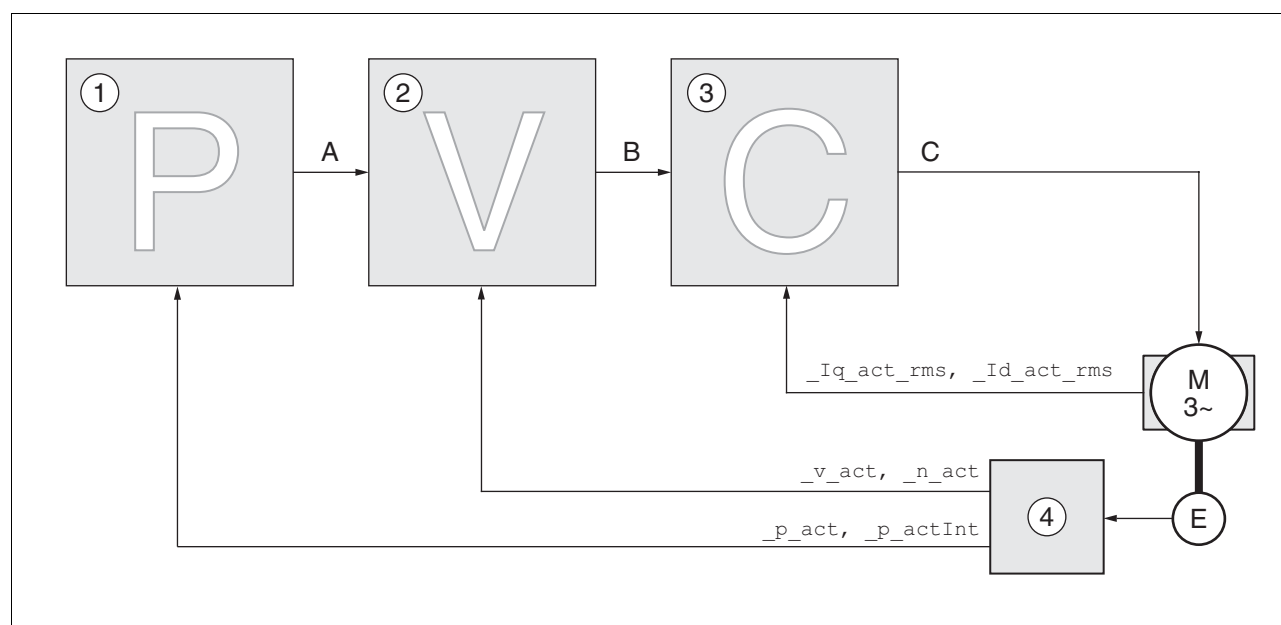 1
2
3
P
V
C
A
B
C
_Iq_act_rms, _Id_act_rms
M
3~
_v_act, _n_act
_p_act, _p_actInt
4
E